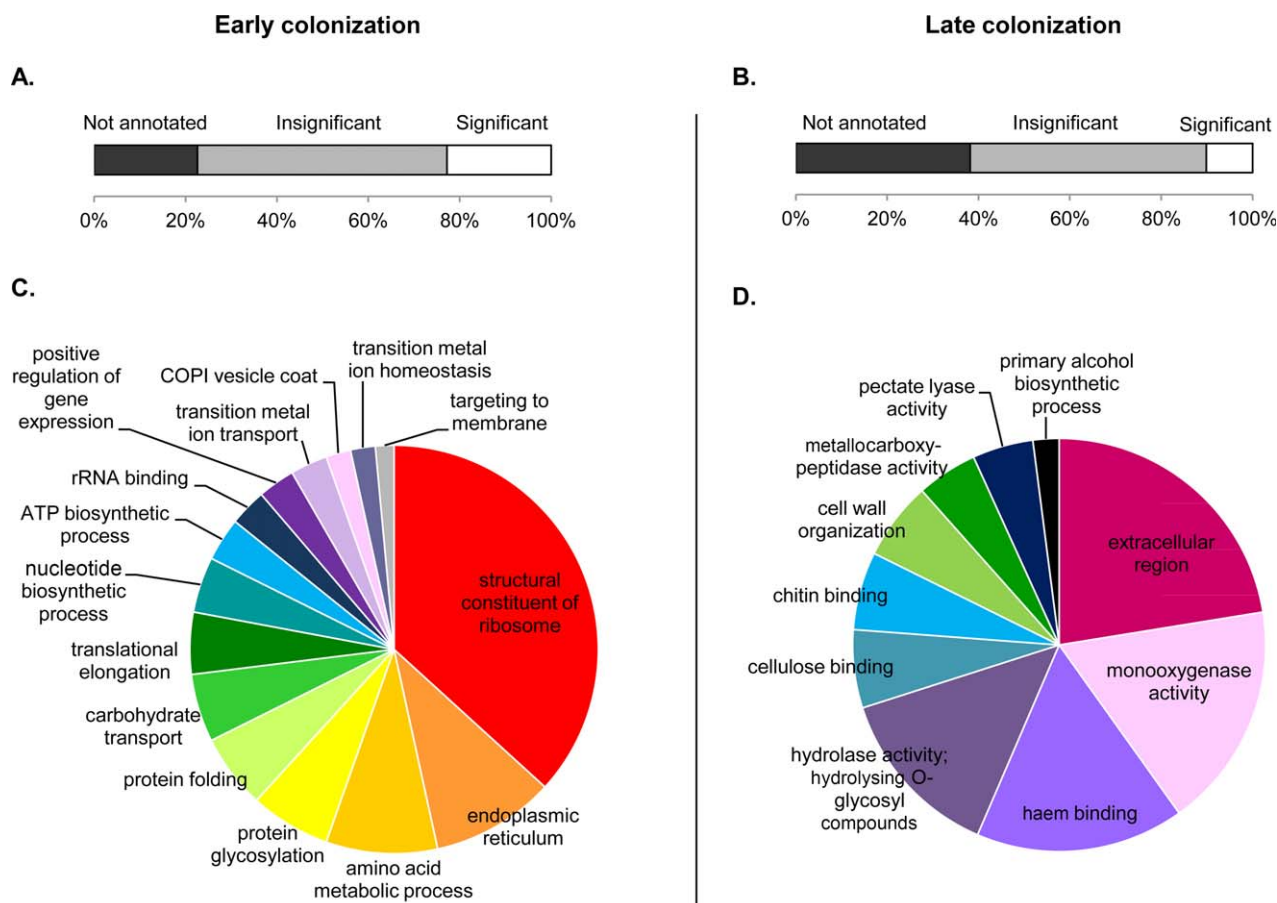 Early colonization
Late colonization
A.
Not annotated Insignificant Significant
0% 20% 40% 60% 80% 100%
B.
Not annotated Insignificant Significant
0% 20% 40% 60% 80% 100%
C.
positive
regulation of
gene
expression
COPI vesicle coat
transition metal
ion homeostasis
transition metal
ion transport
targeting to
membrane
rRNA binding
ATP biosynthetic
process
nucleotide
biosynthetic
process
translational
elongation
carbohydrate
transport
protein folding
protein
glycosylation
amino acid
metabolic process
endoplasmic
reticulum
structural
constituent of
ribosome
D.
primary alcohol
biosynthetic
process
pectate lyase
activity
metallocarboxy-
peptidase activity
cell wall
organization
chitin binding
cellulose binding
hydrolase activity;
hydrolysing O-
glycosyl
compounds
haem binding
monooxygenase
activity
extracellular
region